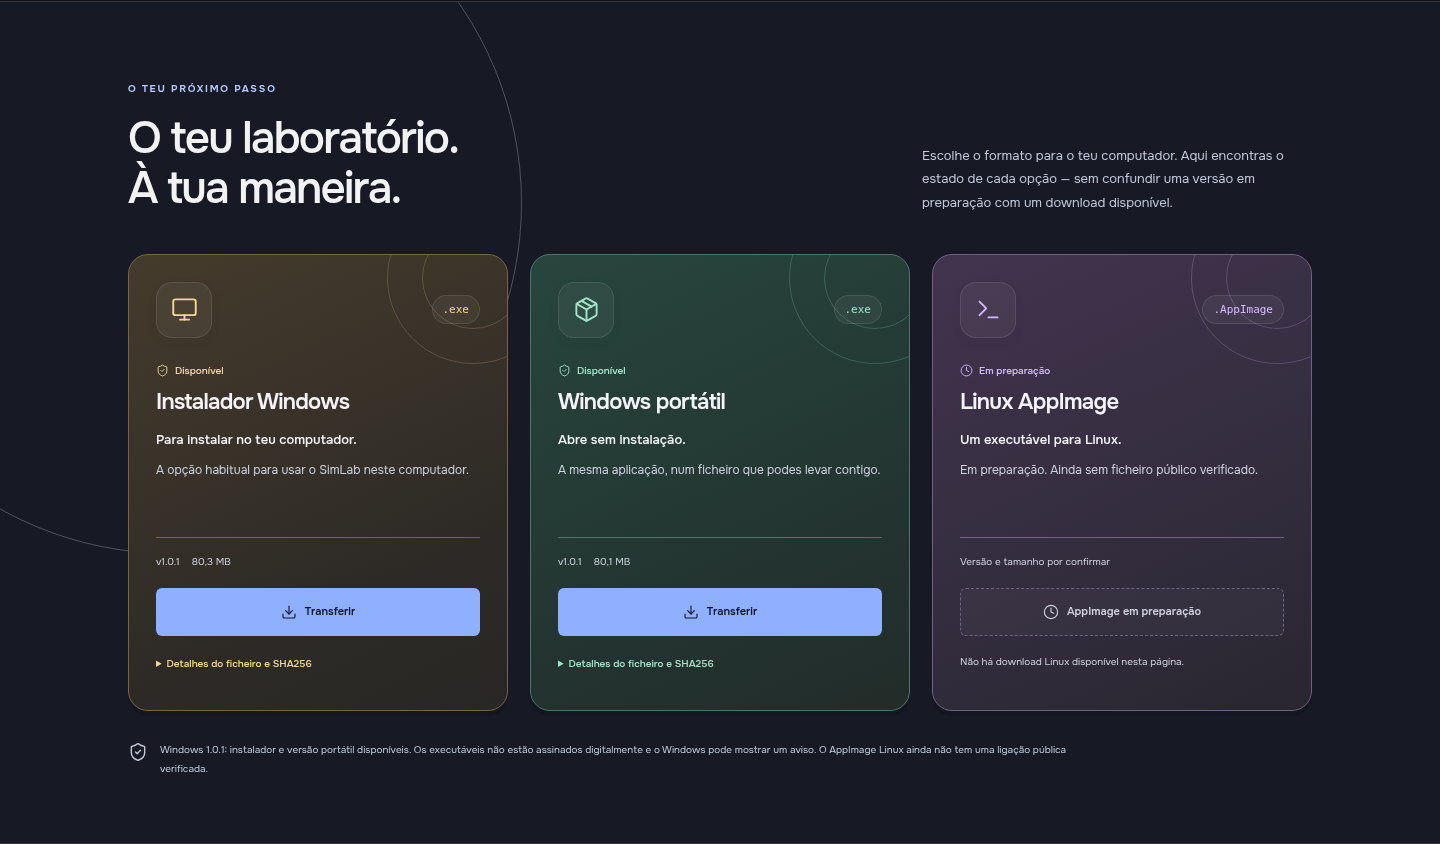 O TEU PRÓXIMO PASSO
O teu laboratório.
À tua maneira.
Escolhe o formato para o teu computador. Aqui encontras o
estado de cada opção — sem confundir uma versão em
preparação com um download disponível.
.exe
Disponível
Instalador Windows
Para instalar no teu computador.
A opção habitual para usar o SimLab neste computador.
v1.0.1 80,3 MB
Transferir
▶ Detalhes do ficheiro e SHA256
.exe
Disponível
Windows portátil
Abre sem instalação.
A mesma aplicação, num ficheiro que podes levar contigo.
v1.0.1 80,1 MB
Transferir
▶ Detalhes do ficheiro e SHA256
.AppImage
Em preparação
Linux AppImage
Um executável para Linux.
Em preparação. Ainda sem ficheiro público verificado.
Versão e tamanho por confirmar
AppImage em preparação
Não há download Linux disponível nesta página.
Windows 1.0.1: instalador e versão portátil disponíveis. Os executáveis não estão assinados digitalmente e o Windows pode mostrar um aviso. O AppImage Linux ainda não tem uma ligação pública
verificada.